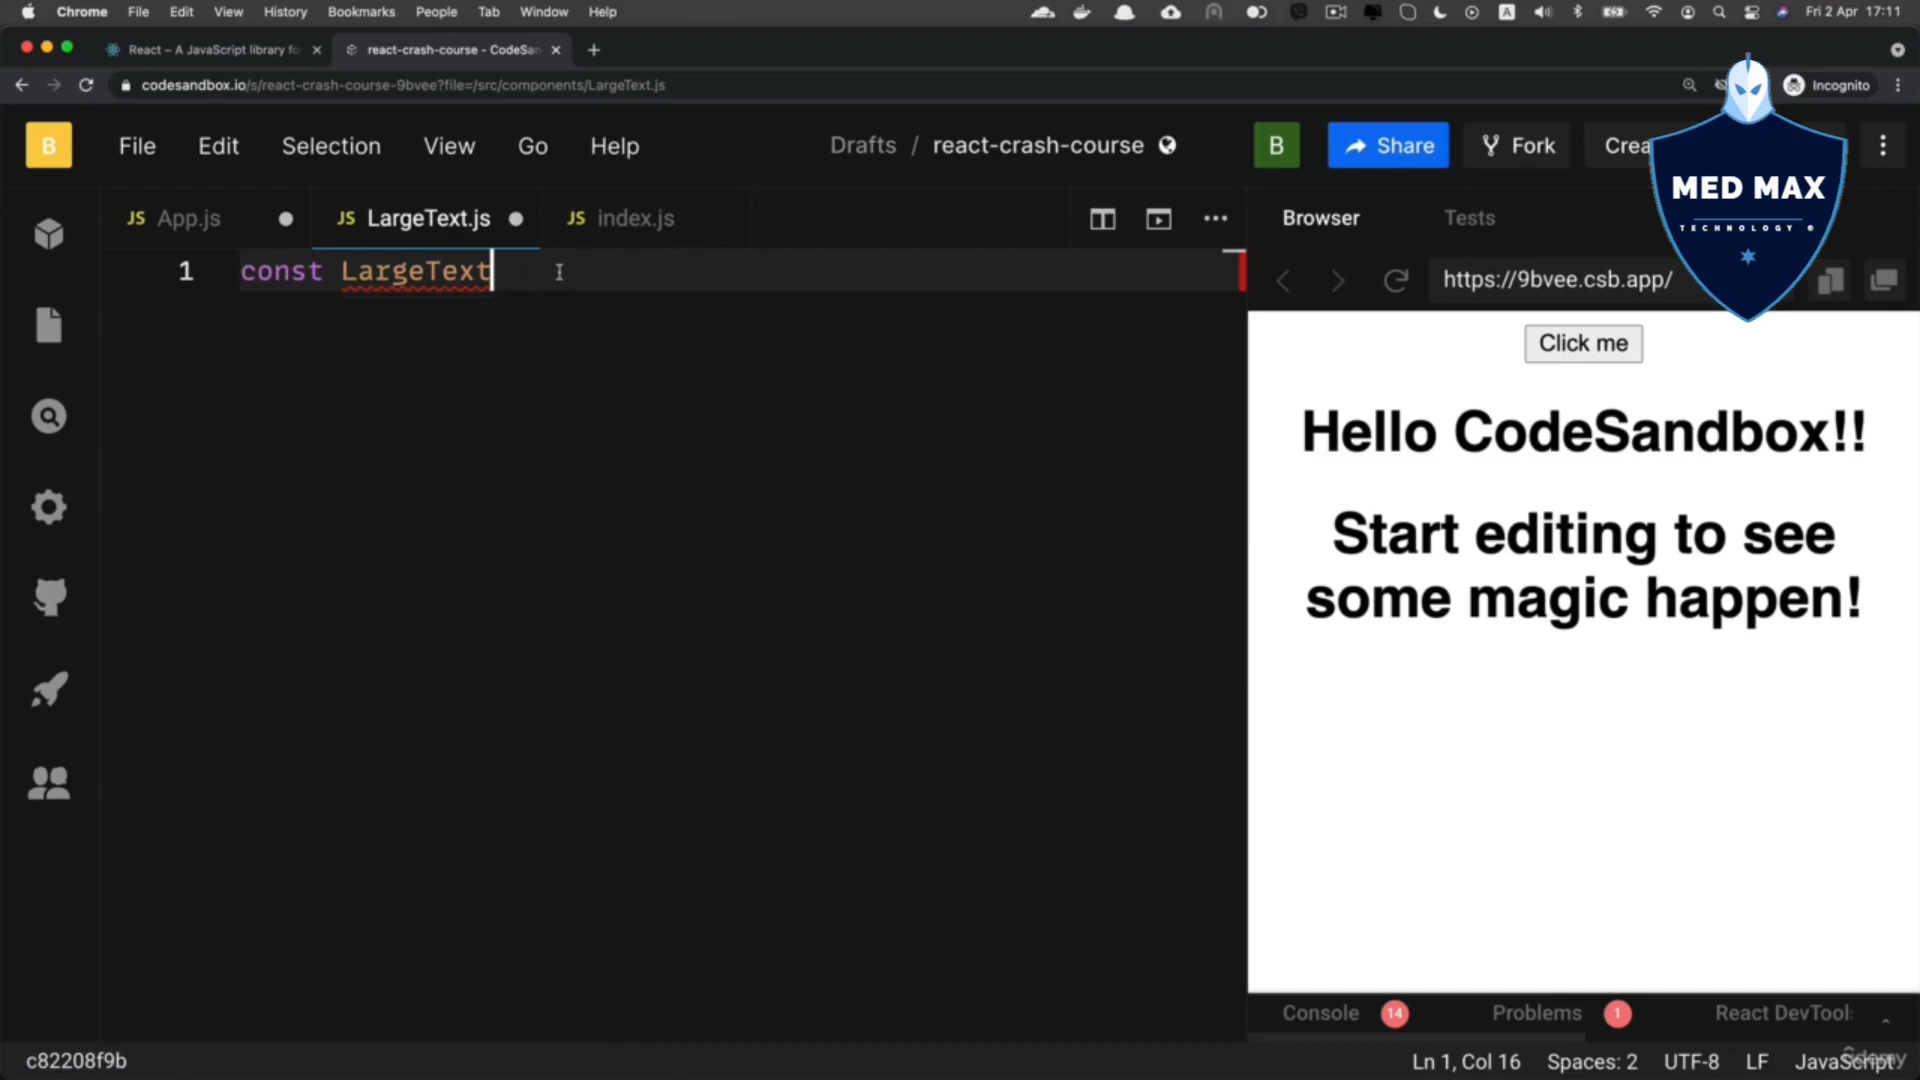 Chrome File Edit View History Bookmarks People Tab Window Help
A
Fri 2 Apr 17:11
React – A JavaScript library fo
react-crash-course - CodeSan
codesandbox.io/s/react-crash-course-9bvee?file=/src/components/LargeText.js
Incognito
B
File Edit Selection View Go Help
Drafts / react-crash-course
B
Share
Fork
Crea
MED MAX
TECHNOLOGY
JS App.js
JS LargeText.js
JS index.js
Browser
Tests
1 const LargeText
https://9bvee.csb.app/
Click me
Hello CodeSandbox!!
Start editing to see
some magic happen!
Console 14
Problems 1
React DevTool
c82208f9b
Ln 1, Col 16 Spaces: 2 UTF-8 LF JavaScript
ûdemy